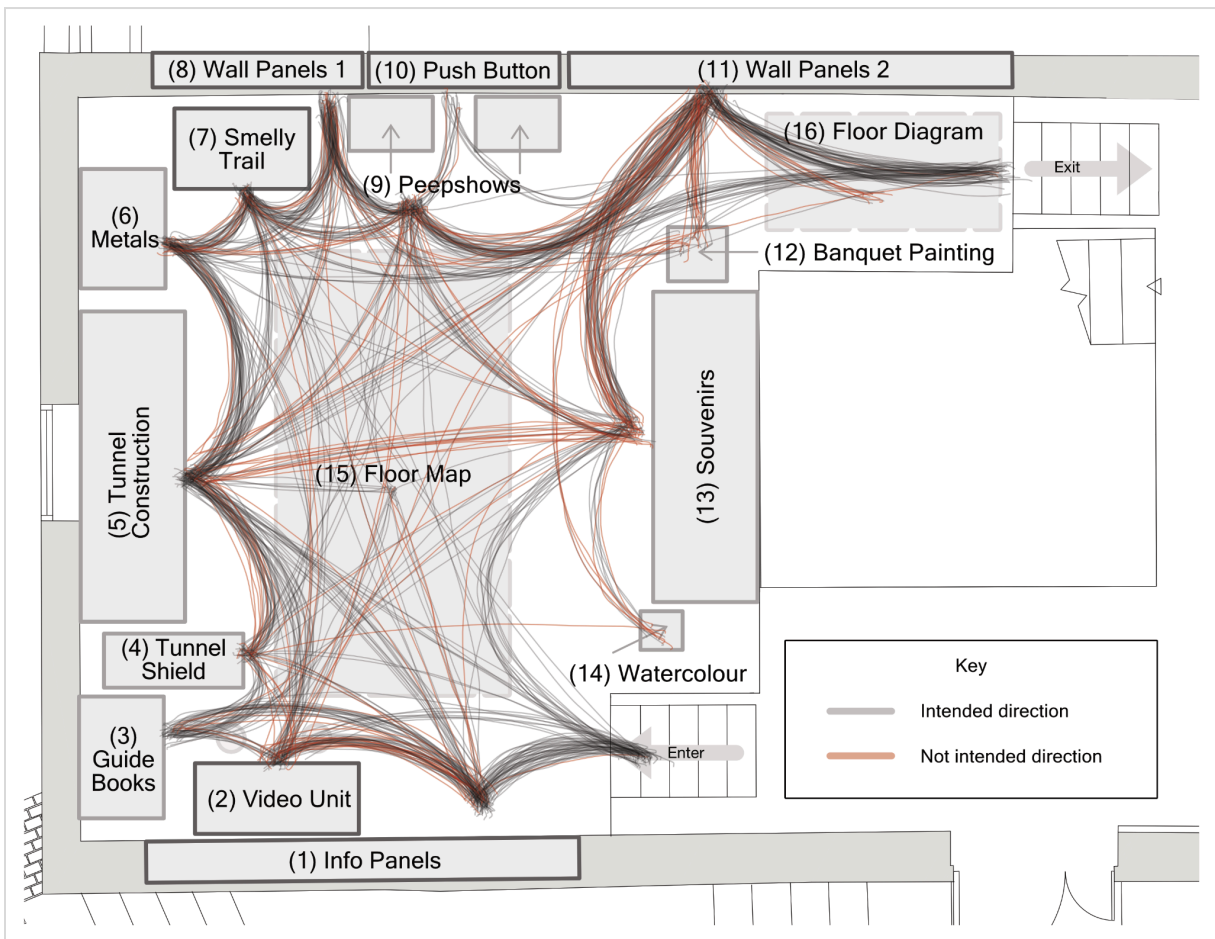 (8) Wall Panels 1
(10) Push Button
(11) Wall Panels 2
(7) Smelly
Trail
(16) Floor Diagram
(9) Peepshows
Exit
(6)
Metals
(12) Banquet Painting
(5) Tunnel
Construction
(15) Floor Map
(13) Souvenirs
(4) Tunnel
Shield
(14) Watercolour
(3)
Guide
Books
Enter
(2) Video Unit
(1) Info Panels
Key
Intended direction
Not intended direction